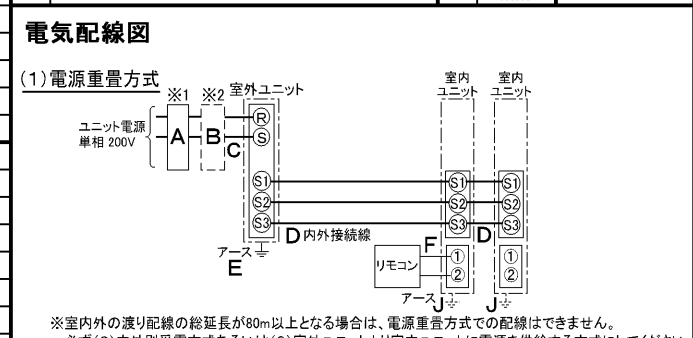 電気配線図
(1)電源重畳方式
※1 ※2 室外ユニット
室内 室内
ユニット ユニット
ユニット電源
単相 200V
A B C
R
S
S1 S1 S1
S2 S2 S2
S3 S3 D S3
D 内外接続線
アース
E
リモコン
F
① ①
② ②
アース J J
※室内外の渡り配線の総延長が80m以上となる場合は、電源重畳方式での配線はできません。